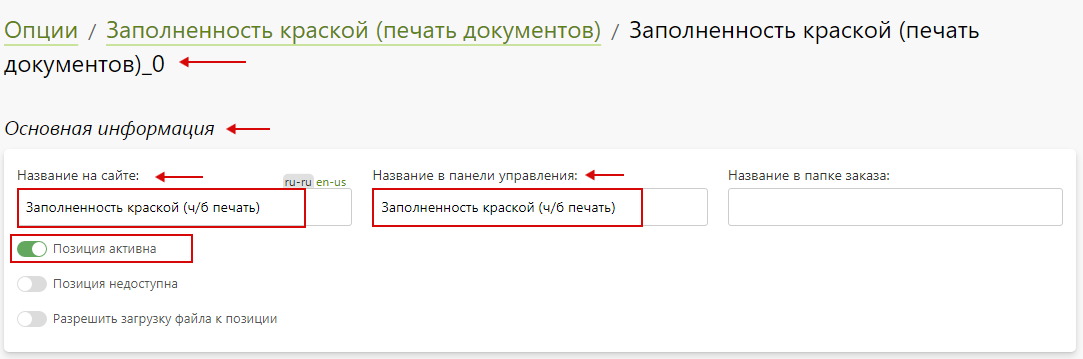 Опции / Заполненность краской (печать документов) / Заполненность краской (печать
документов)_0
Основная информация
Название на сайте: ru-ru en-us Название в панели управления: Название в папке заказа:
Заполненность краской (ч/б печать) Заполненность краской (ч/б печать)
Позиция активна
Позиция недоступна
Разрешить загрузку файла к позиции